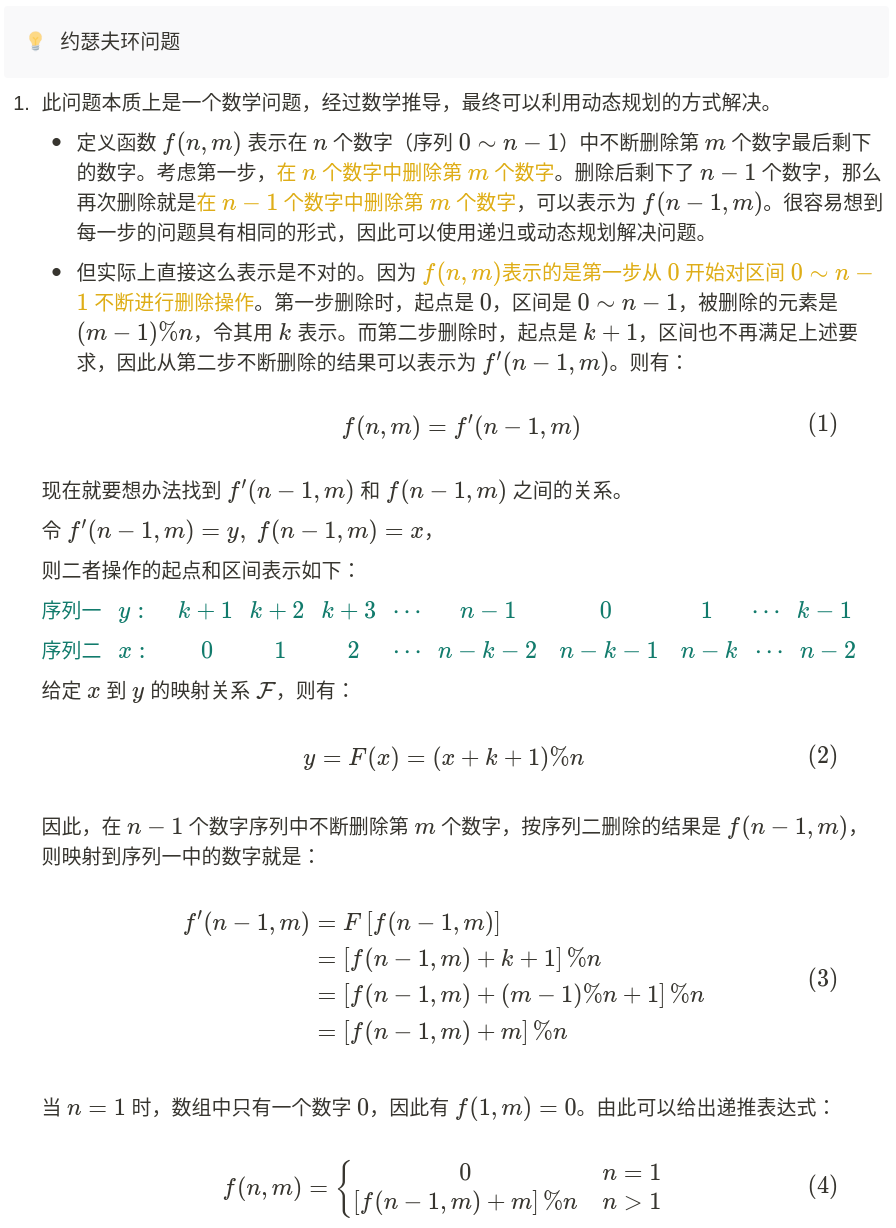 💡 约瑟夫环问题
1. 此问题本质上是一个数学问题，经过数学推导，最终可以利用动态规划的方式解决。
• 定义函数 f(n, m) 表示在 n 个数字（序列 0 ∼ n − 1）中不断删除第 m 个数字最后剩下
的数字。考虑第一步，在 n 个数字中删除第 m 个数字。删除后剩下了 n − 1 个数字，那么
再次删除就是在 n − 1 个数字中删除第 m 个数字，可以表示为 f(n − 1, m)。很容易想到
每一步的问题具有相同的形式，因此可以使用递归或动态规划解决问题。
• 但实际上直接这么表示是不对的。因为 f(n, m)表示的是第一步从 0 开始对区间 0 ∼ n −
1 不断进行删除操作。第一步删除时，起点是 0，区间是 0 ∼ n − 1，被删除的元素是
(m − 1)%n，令其用 k 表示。而第二步删除时，起点是 k + 1，区间也不再满足上述要
求，因此从第二步不断删除的结果可以表示为 f′(n − 1, m)。则有：
f(n, m) = f′(n − 1, m) (1)
现在就要想办法找到 f′(n − 1, m) 和 f(n − 1, m) 之间的关系。
令 f′(n − 1, m) = y, f(n − 1, m) = x，
则二者操作的起点和区间表示如下：
序列一 y : k + 1 k + 2 k + 3 ⋯ n − 1 0 1 ⋯ k − 1
序列二 x : 0 1 2 ⋯ n − k − 2 n − k − 1 n − k ⋯ n − 2
给定 x 到 y 的映射关系 ℱ，则有：
y = F(x) = (x + k + 1)%n (2)
因此，在 n − 1 个数字序列中不断删除第 m 个数字，按序列二删除的结果是 f(n − 1, m)，
则映射到序列一中的数字就是：
f′(n − 1, m) = F [f(n − 1, m)]
= [f(n − 1, m) + k + 1] %n
= [f(n − 1, m) + (m − 1)%n + 1] %n (3)
= [f(n − 1, m) + m] %n
当 n = 1 时，数组中只有一个数字 0，因此有 f(1, m) = 0。由此可以给出递推表达式：
f(n, m) = { 0 n = 1
[f(n − 1, m) + m] %n n > 1 (4)